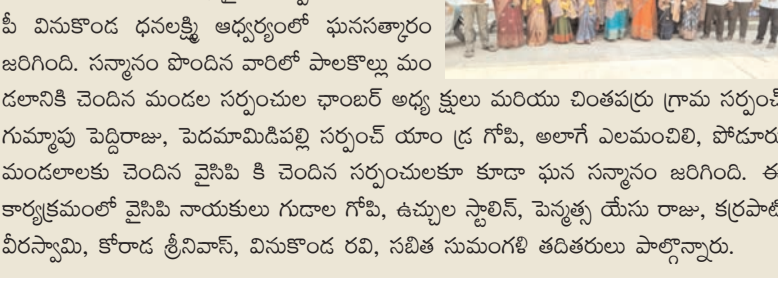 పీ వినుకొండ ధనలక్ష్మి ఆధ్వర్యంలో ఘనసత్కారం
జరిగింది. సన్మానం పొందిన వారిలో పాలకొల్లు మం
డలానికి చెందిన మండల సర్పంచుల ఛాంబర్ అధ్య క్షులు మరియు చింతపర్రు గ్రామ సర్పంచ్
గుమ్మాపు పెద్దిరాజు, పెదమామిడిపల్లి సర్పంచ్ యాం డ్ర గోపి, అలాగే ఎలమంచిలి, పోడూరు
మండలాలకు చెందిన వైసిపి కి చెందిన సర్పంచులకూ కూడా ఘన సన్మానం జరిగింది. ఈ
కార్యక్రమంలో వైసిపి నాయకులు గుడాల గోపి, ఉచ్చుల స్టాలిన్, పెన్మత్స యేసు రాజు, కర్రపాటి
వీరస్వామి, కోరాడ శ్రీనివాస్, వినుకొండ రవి, సబిత సుమంగళి తదితరులు పాల్గొన్నారు.